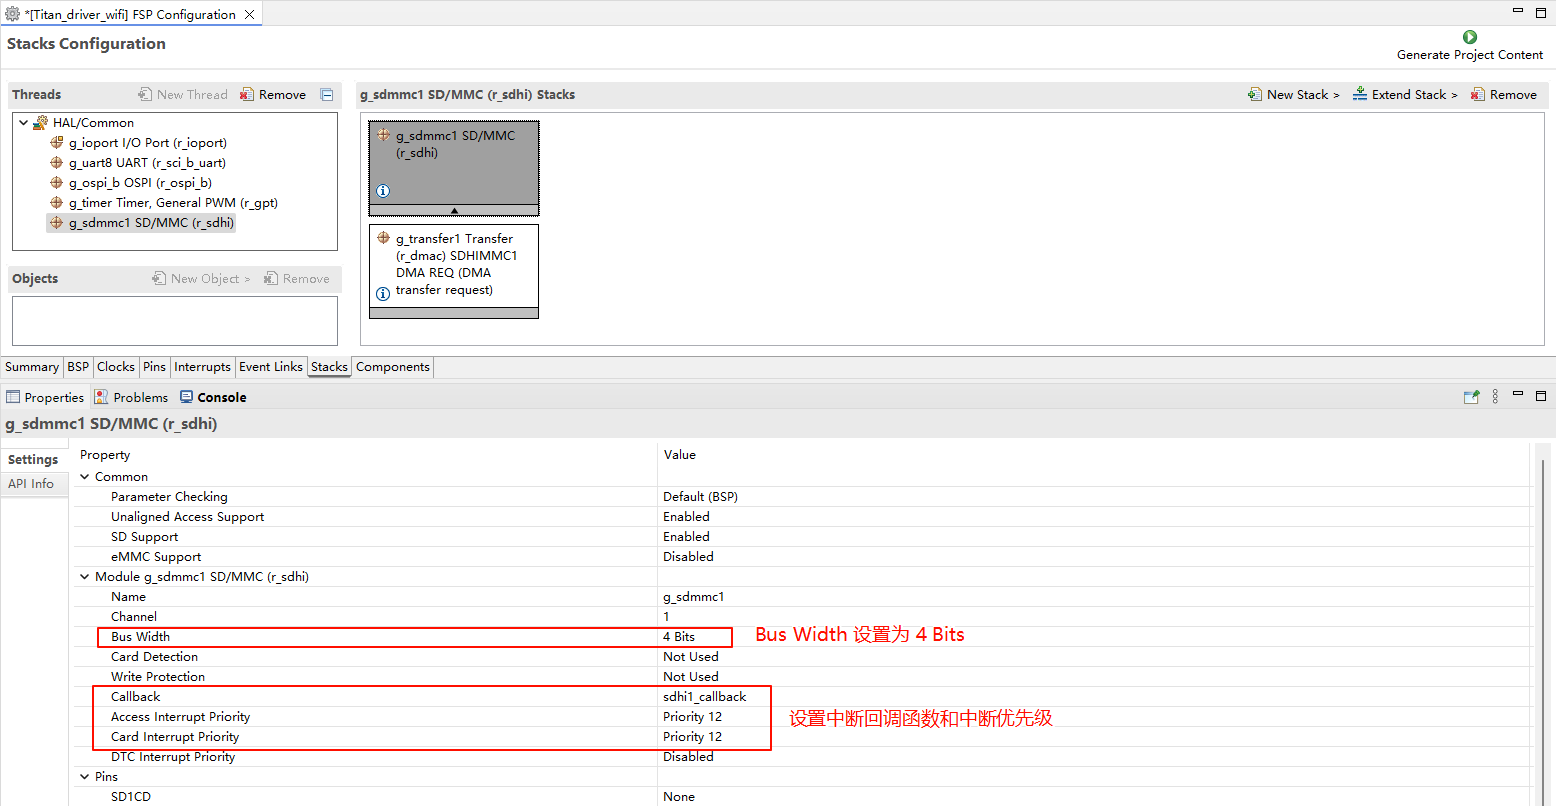 *[Titan_driver_wifi] FSP Configuration
Stacks Configuration
Generate Project Content
Threads
New Thread
Remove
HAL/Common
g_ioport I/O Port (r_ioport)
g_uart8 UART (r_sci_b_uart)
g_ospi_b OSPI (r_ospi_b)
g_timer Timer, General PWM (r_gpt)
g_sdmmc1 SD/MMC (r_sdhi)
Objects
New Object >
Remove
g_sdmmc1 SD/MMC (r_sdhi) Stacks
New Stack >
Extend Stack >
Remove
g_sdmmc1 SD/MMC
(r_sdhi)
g_transfer1 Transfer
(r_dmac) SDHIMMC1
DMA REQ (DMA
transfer request)
Summary BSP Clocks Pins Interrupts Event Links Stacks Components
Properties Problems Console
g_sdmmc1 SD/MMC (r_sdhi)
Settings
API Info
Property Value
Common
Parameter Checking Default (BSP)
Unaligned Access Support Enabled
SD Support Enabled
eMMC Support Disabled
Module g_sdmmc1 SD/MMC (r_sdhi)
Name g_sdmmc1
Channel 1
Bus Width 4 Bits
Bus Width 设置为 4 Bits
Card Detection Not Used
Write Protection Not Used
Callback sdhi1_callback
Access Interrupt Priority Priority 12
设置中断回调函数和中断优先级
Card Interrupt Priority Priority 12
DTC Interrupt Priority Disabled
Pins
SD1CD None